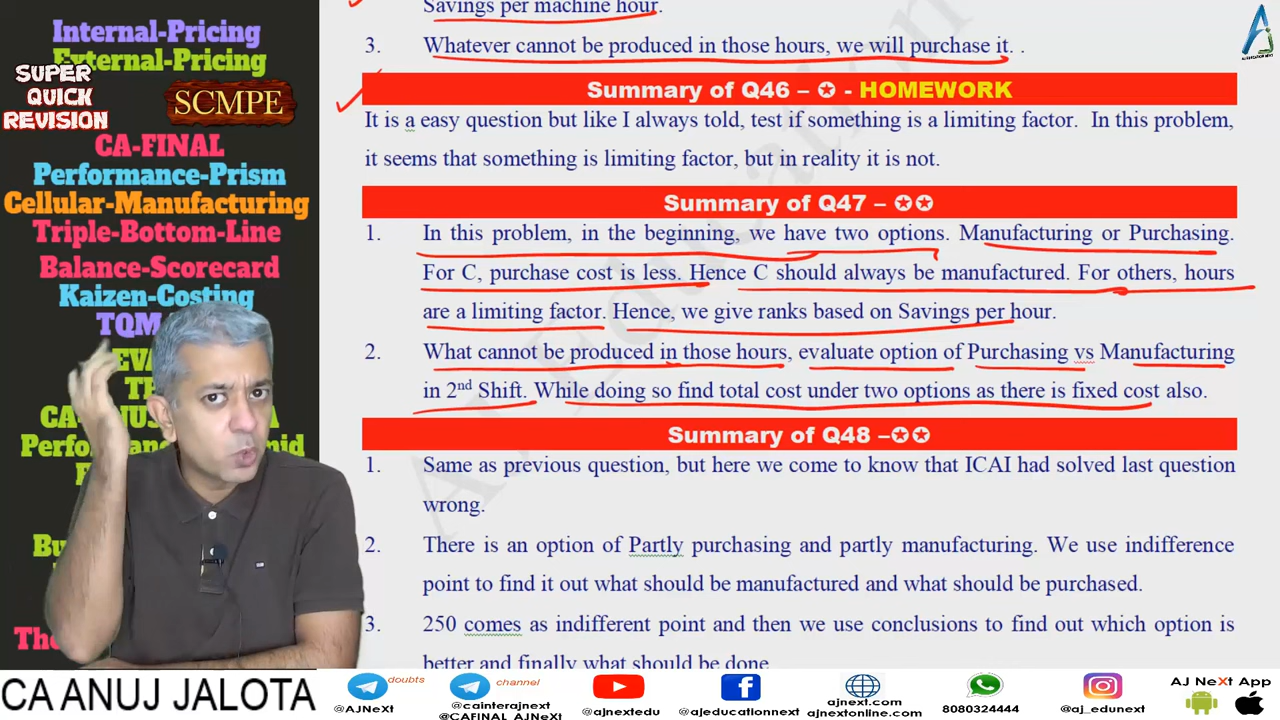 Internal-Pricing
External-Pricing
SUPER
QUICK
REVISION
SCMPE
CA-FINAL
Performance-Prism
Cellular-Manufacturing
Triple-Bottom-Line
Balance-Scorecard
Kaizen-Costing
TQM
Savings per machine hour.
3. Whatever cannot be produced in those hours, we will purchase it. .
Summary of Q46 – ✪ - HOMEWORK
It is a easy question but like I always told, test if something is a limiting factor. In this problem,
it seems that something is limiting factor, but in reality it is not.
Summary of Q47 – ✪✪
1. In this problem, in the beginning, we have two options. Manufacturing or Purchasing.
For C, purchase cost is less. Hence C should always be manufactured. For others, hours
are a limiting factor. Hence, we give ranks based on Savings per hour.
2. What cannot be produced in those hours, evaluate option of Purchasing vs Manufacturing
in 2nd Shift. While doing so find total cost under two options as there is fixed cost also.
Summary of Q48 –✪✪
1. Same as previous question, but here we come to know that ICAI had solved last question
wrong.
2. There is an option of Partly purchasing and partly manufacturing. We use indifference
point to find it out what should be manufactured and what should be purchased.
3. 250 comes as indifferent point and then we use conclusions to find out which option is
better and finally what should be done
CA ANUJ JALOTA
doubts
@AJNeXt
channel
@cainterajnext
@CAFINAL_AJNeXt
@ajnextedu
@ajeducationnext
ajnext.com
ajnextonline.com
8080324444
@aj_edunext
AJ NeXt App